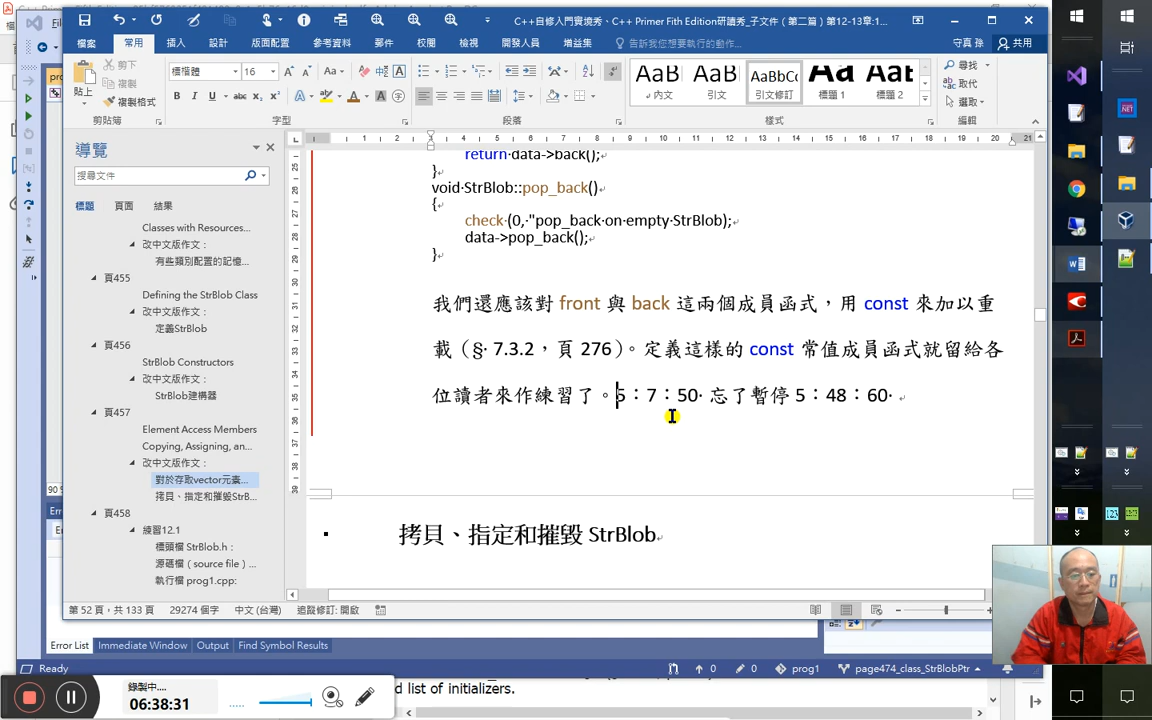 C++自修入門實境秀、C++ Primer Fith Edition研讀秀_子文件（第二篇）第12-13章:1...
檔案 常用 插入 設計 版面配置 參考資料 郵件 校閱 檢視 開發人員 增益集 告訴我您想要執行的動作... 守真 孫 共用
貼上 剪下 複製 複製格式 剪貼簿
標楷體 16
B I U abc x₂ x²
字型
段落
AaB AaB AaBbCc AaB AaB
內文 引文 引文修訂 標題 1 標題 2
樣式
尋找
取代
選取
編輯
導覽
搜尋文件
標題 頁面 結果
Classes with Resources...
改中文版作文：
有些類別配置的記憶...
頁455
Defining the StrBlob Class
改中文版作文：
定義StrBlob
頁456
StrBlob Constructors
改中文版作文：
StrBlob建構器
頁457
Element Access Members
Copying, Assigning, an...
改中文版作文：
對於存取vector元素...
拷貝、指定和摧毀StrB...
頁458
練習12.1
標頭檔 StrBlob.h :
源碼檔 (source file) ...
執行檔 prog1.cpp:
return data->back();
}
void StrBlob::pop_back()
{
check (0, "pop_back on empty StrBlob);
data->pop_back();
}
我們還應該對 front 與 back 這兩個成員函式，用 const 來加以重
載（§ 7.3.2，頁 276）。定義這樣的 const 常值成員函式就留給各
位讀者來作練習了。5：7：50 忘了暫停 5：48：60
拷貝、指定和摧毀 StrBlob
第 52 頁，共 133 頁 29274 個字 中文 (台灣) 追蹤修訂: 開啟
Error List Immediate Window Output Find Symbol Results
Ready 0 0 prog1 page474_class_StrBlobPtr
錄製中...
06:38:31
d list of initializers.